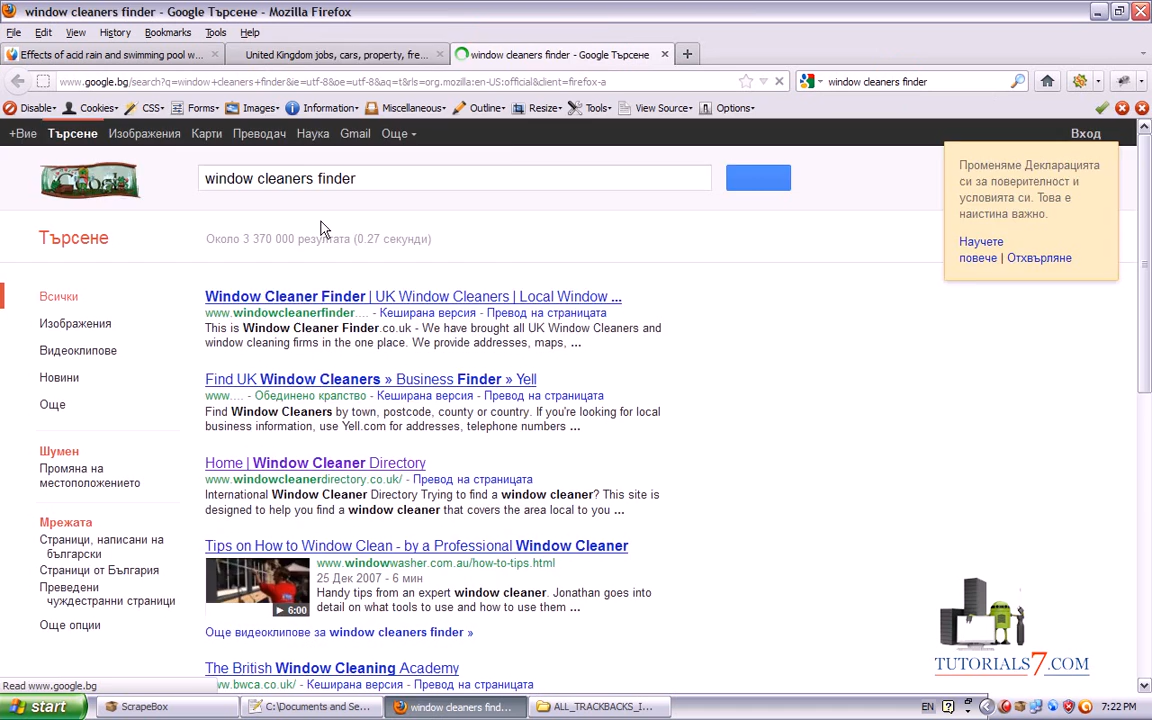 window cleaners finder - Google Търсене - Mozilla Firefox
File Edit View History Bookmarks Tools Help
Effects of acid rain and swimming pool w...
United Kingdom jobs, cars, property, fre...
window cleaners finder - Google Търсене
www.google.bg/search?q=window+cleaners+finder&ie=utf-8&oe=utf-8&aq=t&rls=org.mozilla:en-US:official&client=firefox-a
window cleaners finder
Disable Cookies CSS Forms Images Information Miscellaneous Outline Resize Tools View Source Options
+Вие Търсене Изображения Карти Преводач Наука Gmail Още
Вход
Google
window cleaners finder
Променяме Декларацията
си за поверителност и
условията си. Това е
наистина важно.
Научете
повече | Отхвърляне
Търсене
Около 3 370 000 резултата (0.27 секунди)
Всички
Изображения
Видеоклипове
Новини
Още
Шумен
Промяна на
местоположението
Мрежата
Страници, написани на
български
Страници от България
Преведени
чуждестранни страници
Още опции
Window Cleaner Finder | UK Window Cleaners | Local Window ...
www.windowcleanerfinder.... - Кеширана версия - Превод на страницата
This is Window Cleaner Finder.co.uk - We have brought all UK Window Cleaners and
window cleaning firms in the one place. We provide addresses, maps, ...
Find UK Window Cleaners » Business Finder » Yell
www.... - Обединено кралство - Кеширана версия - Превод на страницата
Find Window Cleaners by town, postcode, county or country. If you're looking for local
business information, use Yell.com for addresses, telephone numbers ...
Home | Window Cleaner Directory
www.windowcleanerdirectory.co.uk/ - Превод на страницата
International Window Cleaner Directory Trying to find a window cleaner? This site is
designed to help you find a window cleaner that covers the area local to you ...
Tips on How to Window Clean - by a Professional Window Cleaner
www.windowwasher.com.au/how-to-tips.html
25 Дек 2007 - 6 мин
Handy tips from an expert window cleaner. Jonathan goes into
detail on what tools to use and how to use them ...
6:00
Още видеоклипове за window cleaners finder »
The British Window Cleaning Academy
www.bwca.co.uk/ - Кеширана версия - Превод на страницата
TUTORIALS7.COM
Read www.google.bg
start
ScrapeBox
C:\Documents and Se...
window cleaners find...
ALL_TRACKBACKS_I...
EN
7:22 PM